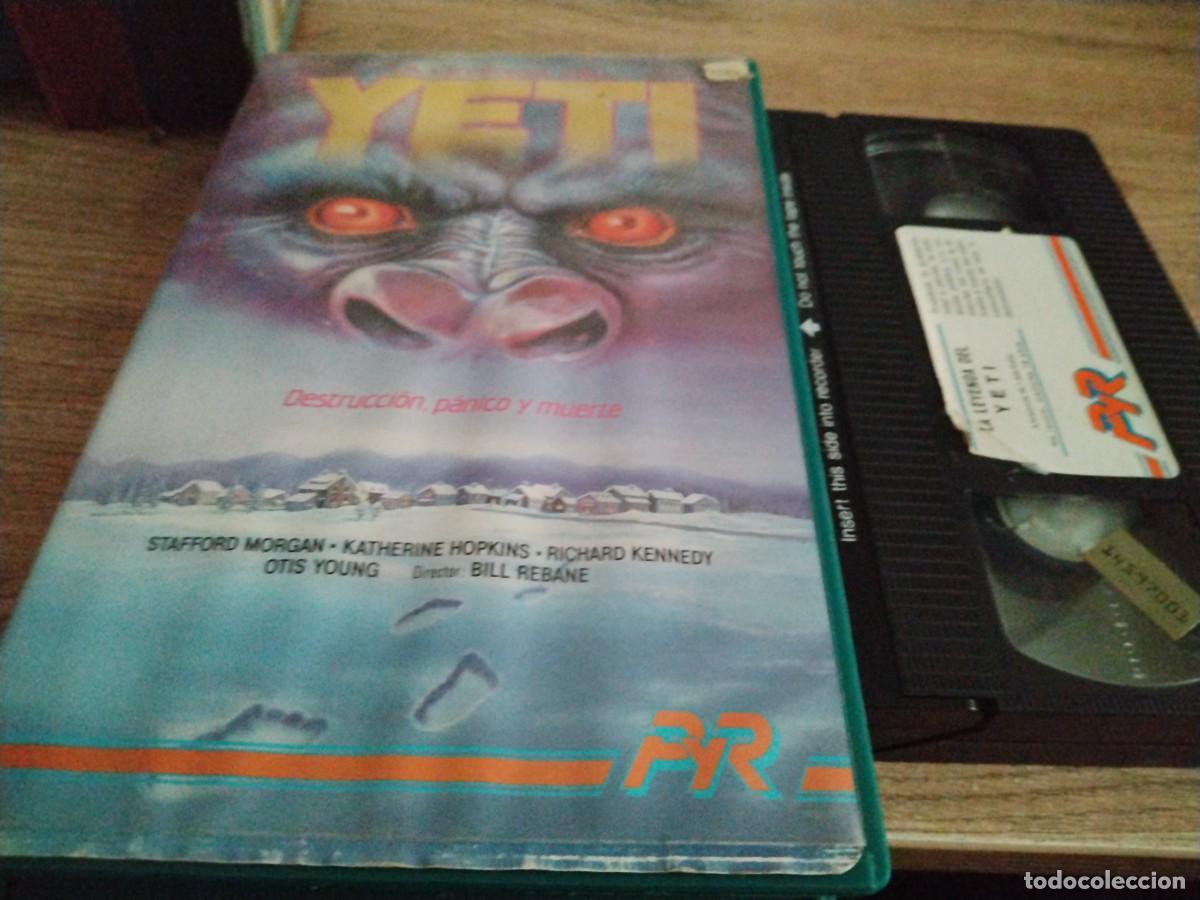 YETI
Destrucción, pánico y muerte
STAFFORD MORGAN • KATHERINE HOPKINS • RICHARD KENNEDY
OTIS YOUNG Director: BILL REBANE
PYR
Insert this side into recorder Do not touch the tape inside
LA LEYENDA DEL
YETI
PYR
todocoleccion